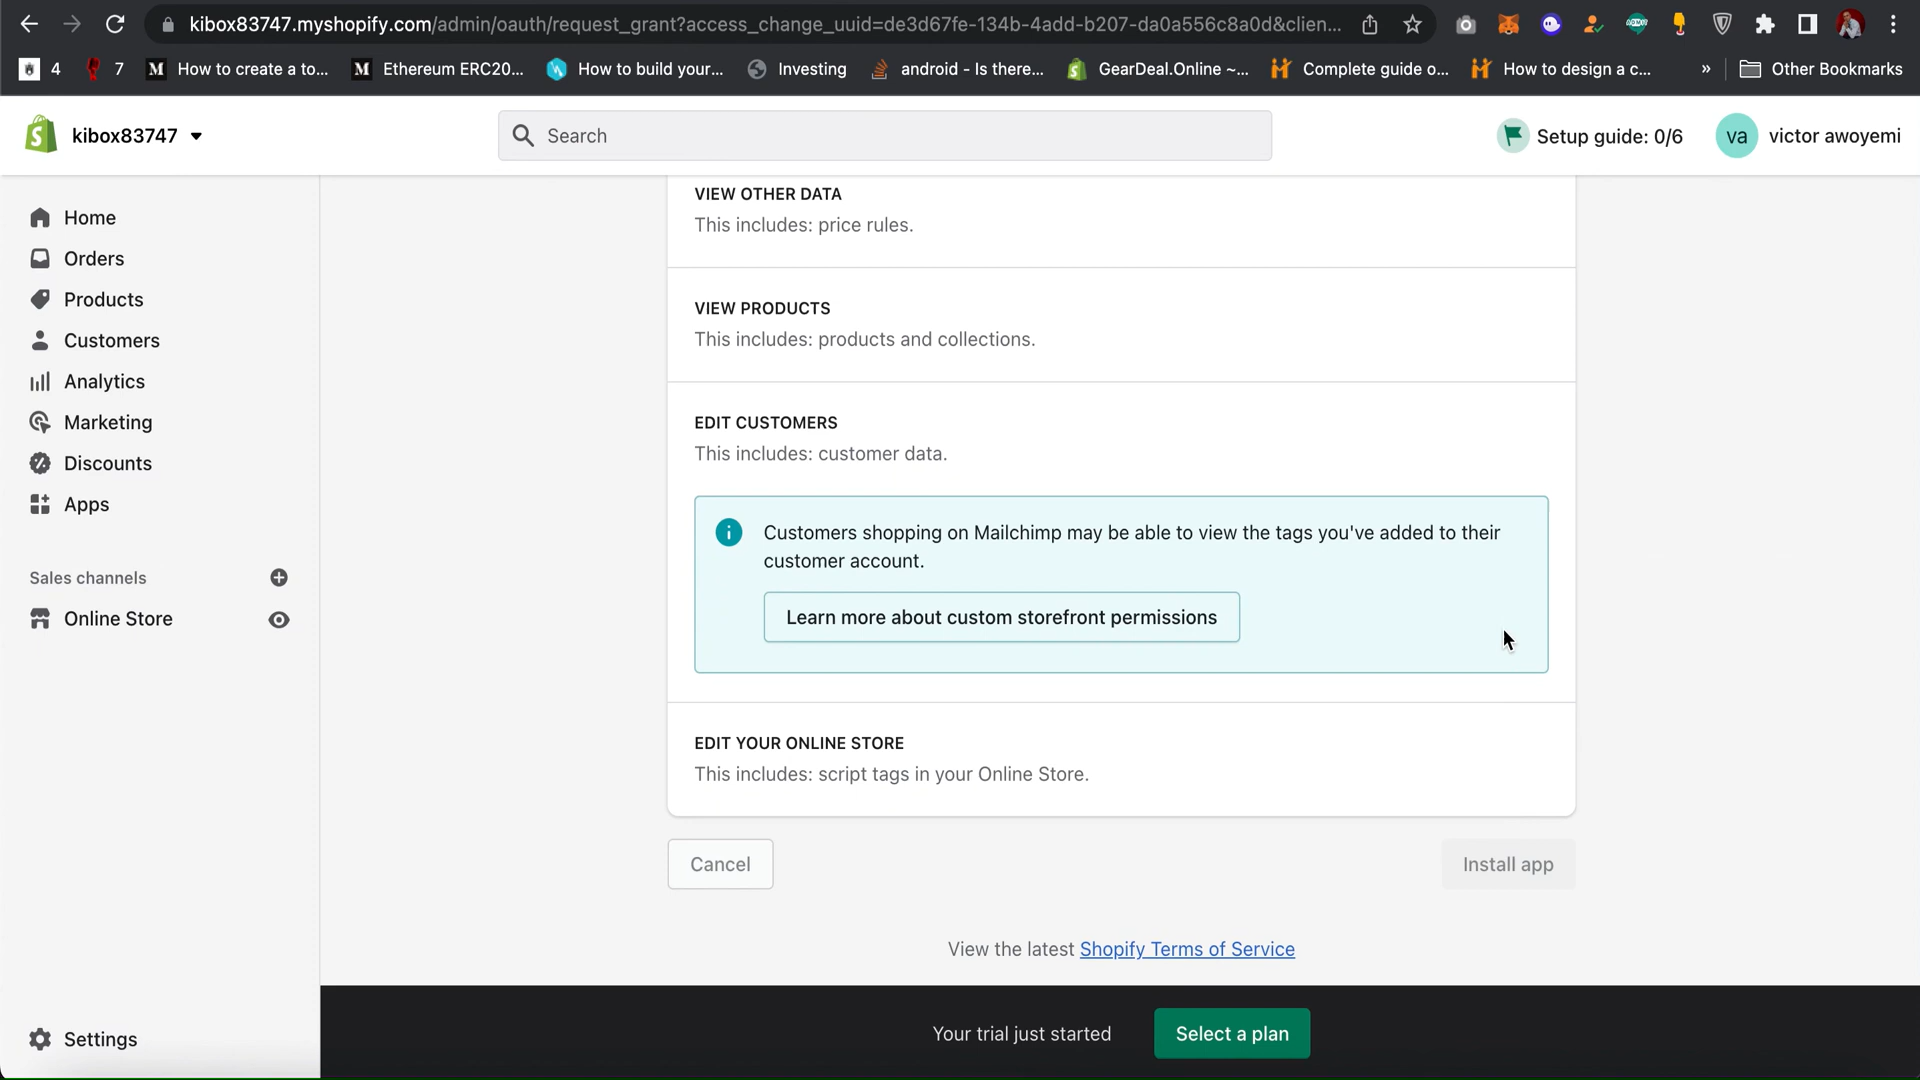 kibox83747.myshopify.com/admin/oauth/request_grant?access_change_uuid=de3d67fe-134b-4add-b207-da0a556c8a0d&clien...
4
7
How to create a to...
Ethereum ERC20...
How to build your...
Investing
android - Is there...
GearDeal.Online ~...
Complete guide o...
How to design a c...
»
Other Bookmarks
kibox83747
Search
Setup guide: 0/6
va
victor awoyemi
Home
Orders
Products
Customers
Analytics
Marketing
Discounts
Apps
Sales channels
Online Store
Settings
VIEW OTHER DATA
This includes: price rules.
VIEW PRODUCTS
This includes: products and collections.
EDIT CUSTOMERS
This includes: customer data.
Customers shopping on Mailchimp may be able to view the tags you've added to their
customer account.
Learn more about custom storefront permissions
EDIT YOUR ONLINE STORE
This includes: script tags in your Online Store.
Cancel
Install app
View the latest Shopify Terms of Service
Your trial just started
Select a plan